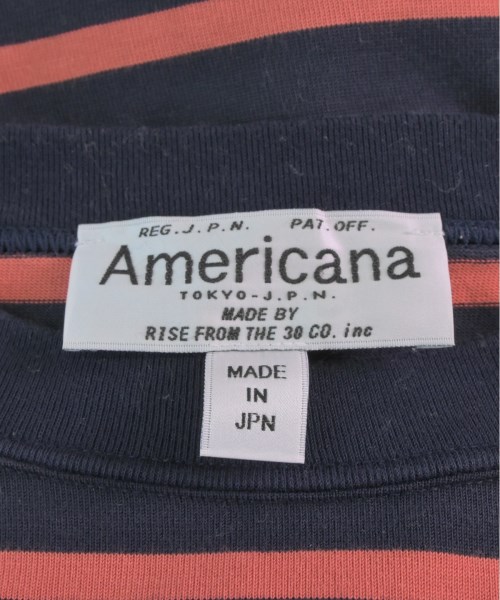 REG.J.P.N. PAT.OFF.
Americana
TOKYO-J.P.N.
MADE BY
RISE FROM THE 30 CO. inc
MADE
IN
JPN